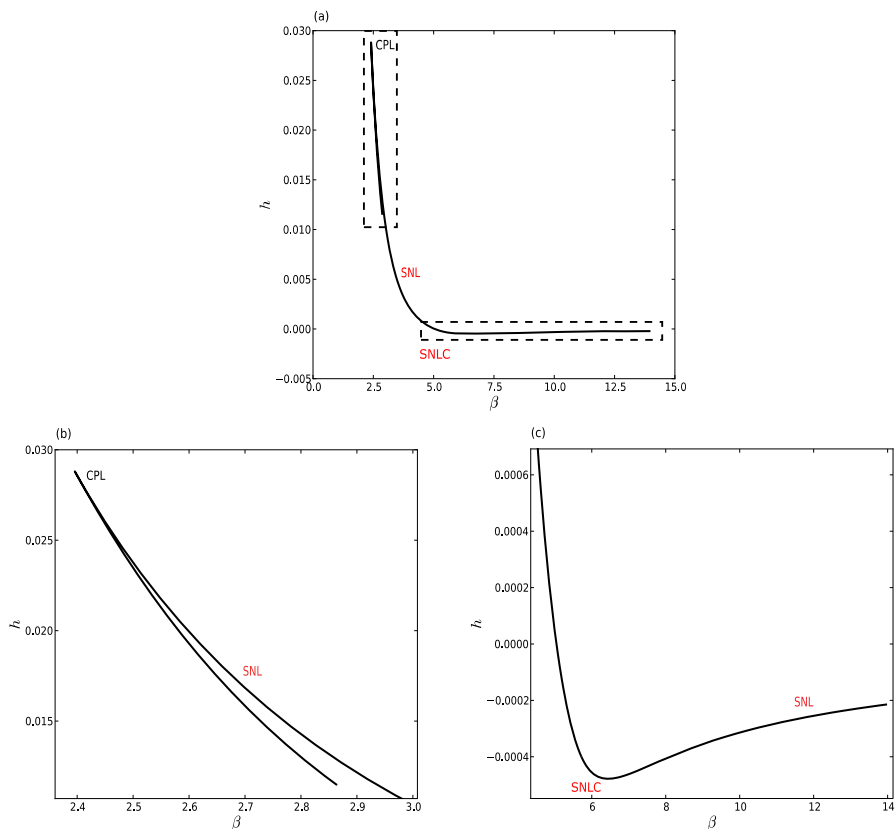 (a)
0.030
0.025
0.020
0.015
0.010
0.005
0.000
−0.005
h
CPL
SNL
SNLC
0.0
2.5
5.0
7.5
10.0
12.5
15.0
β
(b)
0.030
0.025
0.020
0.015
h
CPL
SNL
2.4
2.5
2.6
2.7
2.8
2.9
3.0
β
(c)
0.0006
0.0004
0.0002
0.0000
−0.0002
−0.0004
h
SNL
SNLC
6
8
10
12
14
β